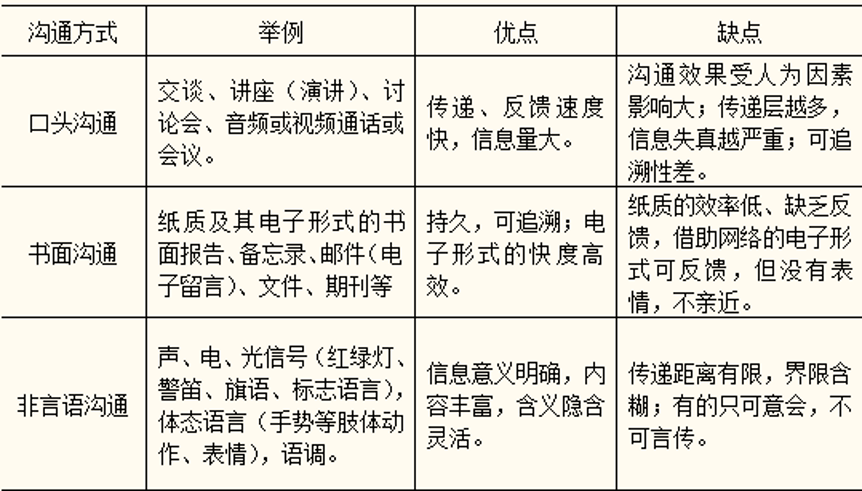 沟通方式 举例 优点 缺点
口头沟通
交谈、讲座（演讲）、讨
论会、音频或视频通话或
会议。
传递、反馈速度
快，信息量大。
沟通效果受人为因素
影响大；传递层越多，
信息失真越严重；可追
溯性差。
书面沟通
纸质及其电子形式的书
面报告、备忘录、邮件（电
子留言）、文件、期刊等
持久，可追溯；电
子形式的快度高
效。
纸质的效率低、缺乏反
馈，借助网络的电子形
式可反馈，但没有表
情，不亲近。
非言语沟通
声、电、光信号（红绿灯、
警笛、旗语、标志语言），
体态语言（手势等肢体动
作、表情），语调。
信息意义明确，内
容丰富，含义隐含
灵活。
传递距离有限，界限含
糊；有的只可意会，不
可言传。